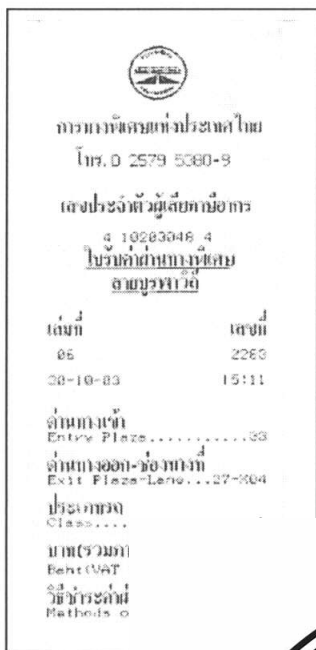 การทางพิเศษแห่งประเทศไทย
โทร.0 2579 5380-9
เลขประจำตัวผู้เสียภาษีอากร
4 10203048 4
ใบรับค่าผ่านทางพิเศษ
สายบูรพาวิถี
เล่มที่ เลขที่
06 2283
15:11
ด่านทางเข้า
Entry Plaza...........33
ด่านทางออก-ช่องทางที่
Exit Plaza-Lane...27-X04
ประเภทรถ
Class....
บาท(รวมภา
Baht(VAT
วิธีชำระค่าผ่
Methods o